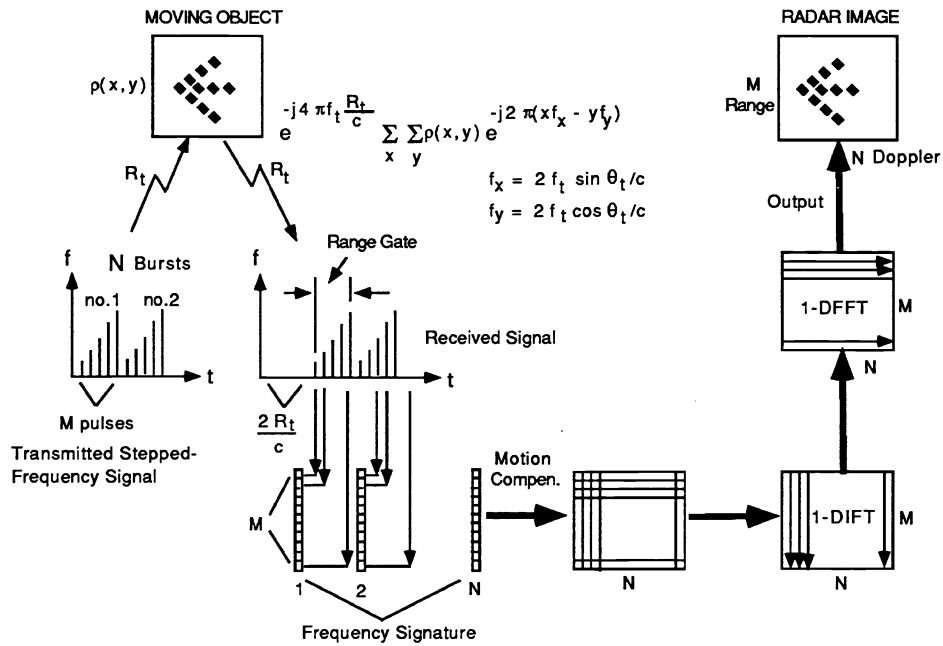 MOVING OBJECT
RADAR IMAGE
ρ(x,y)
M
Range
e^{-j4 πf_t R_t/c} Σ_x Σ_y ρ(x,y) e^{-j2 π(xf_x - yf_y)}
R_t
R_t
N Doppler
f_x = 2 f_t sin θ_t/c
f_y = 2 f_t cos θ_t/c
Output
Range Gate
f
N Bursts
f
no.1
no.2
1-DFFT
M
Received Signal
N
t
t
M pulses
2 R_t/c
Transmitted Stepped-
Frequency Signal
Motion
Compen.
M
1-DIFT
M
1
2
N
N
N
Frequency Signature